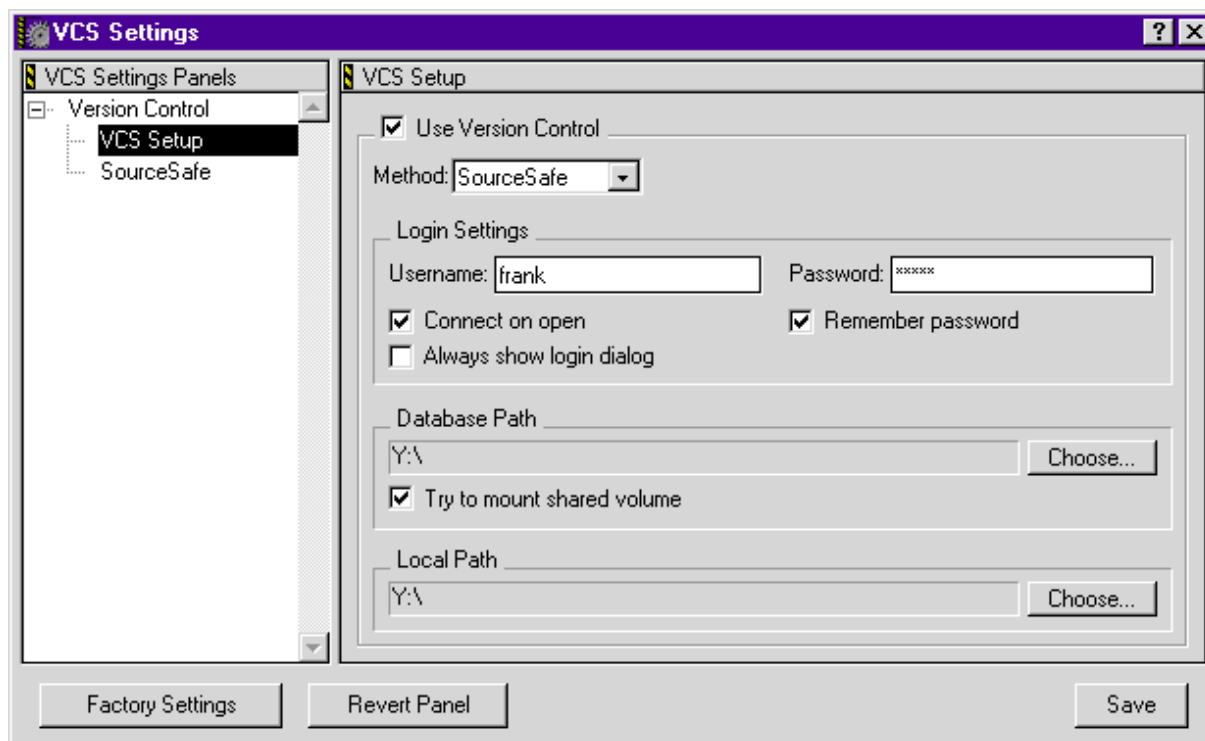 VCS Settings
VCS Settings Panels
Version Control
VCS Setup
SourceSafe
VCS Setup
Use Version Control
Method: SourceSafe
Login Settings
Username: frank Password: *****
Connect on open Remember password
Always show login dialog
Database Path
Y:\ Choose...
Try to mount shared volume
Local Path
Y:\ Choose...
Factory Settings Revert Panel Save